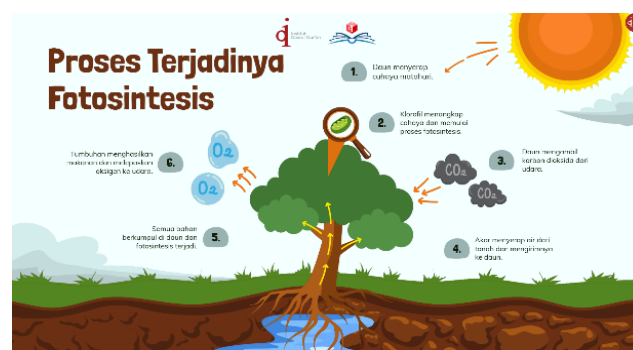 Proses Terjadinya
Fotosintesis
1.
Daun menyerap
cahaya matahari.
2.
Klorofil menangkap
cahaya dan memulai
proses fotosintesis.
3.
Daun mengambil
karbon dioksida dari
udara.
CO2
CO2
4.
Akar menyerap air dari
tanah dan mengirimnya
ke daun.
5.
Semua bahan
berkumpul di daun dan
fotosintesis terjadi.
6.
Tumbuhan menghasilkan
makanan dan melepaskan
oksigen ke udara.
O2
O2